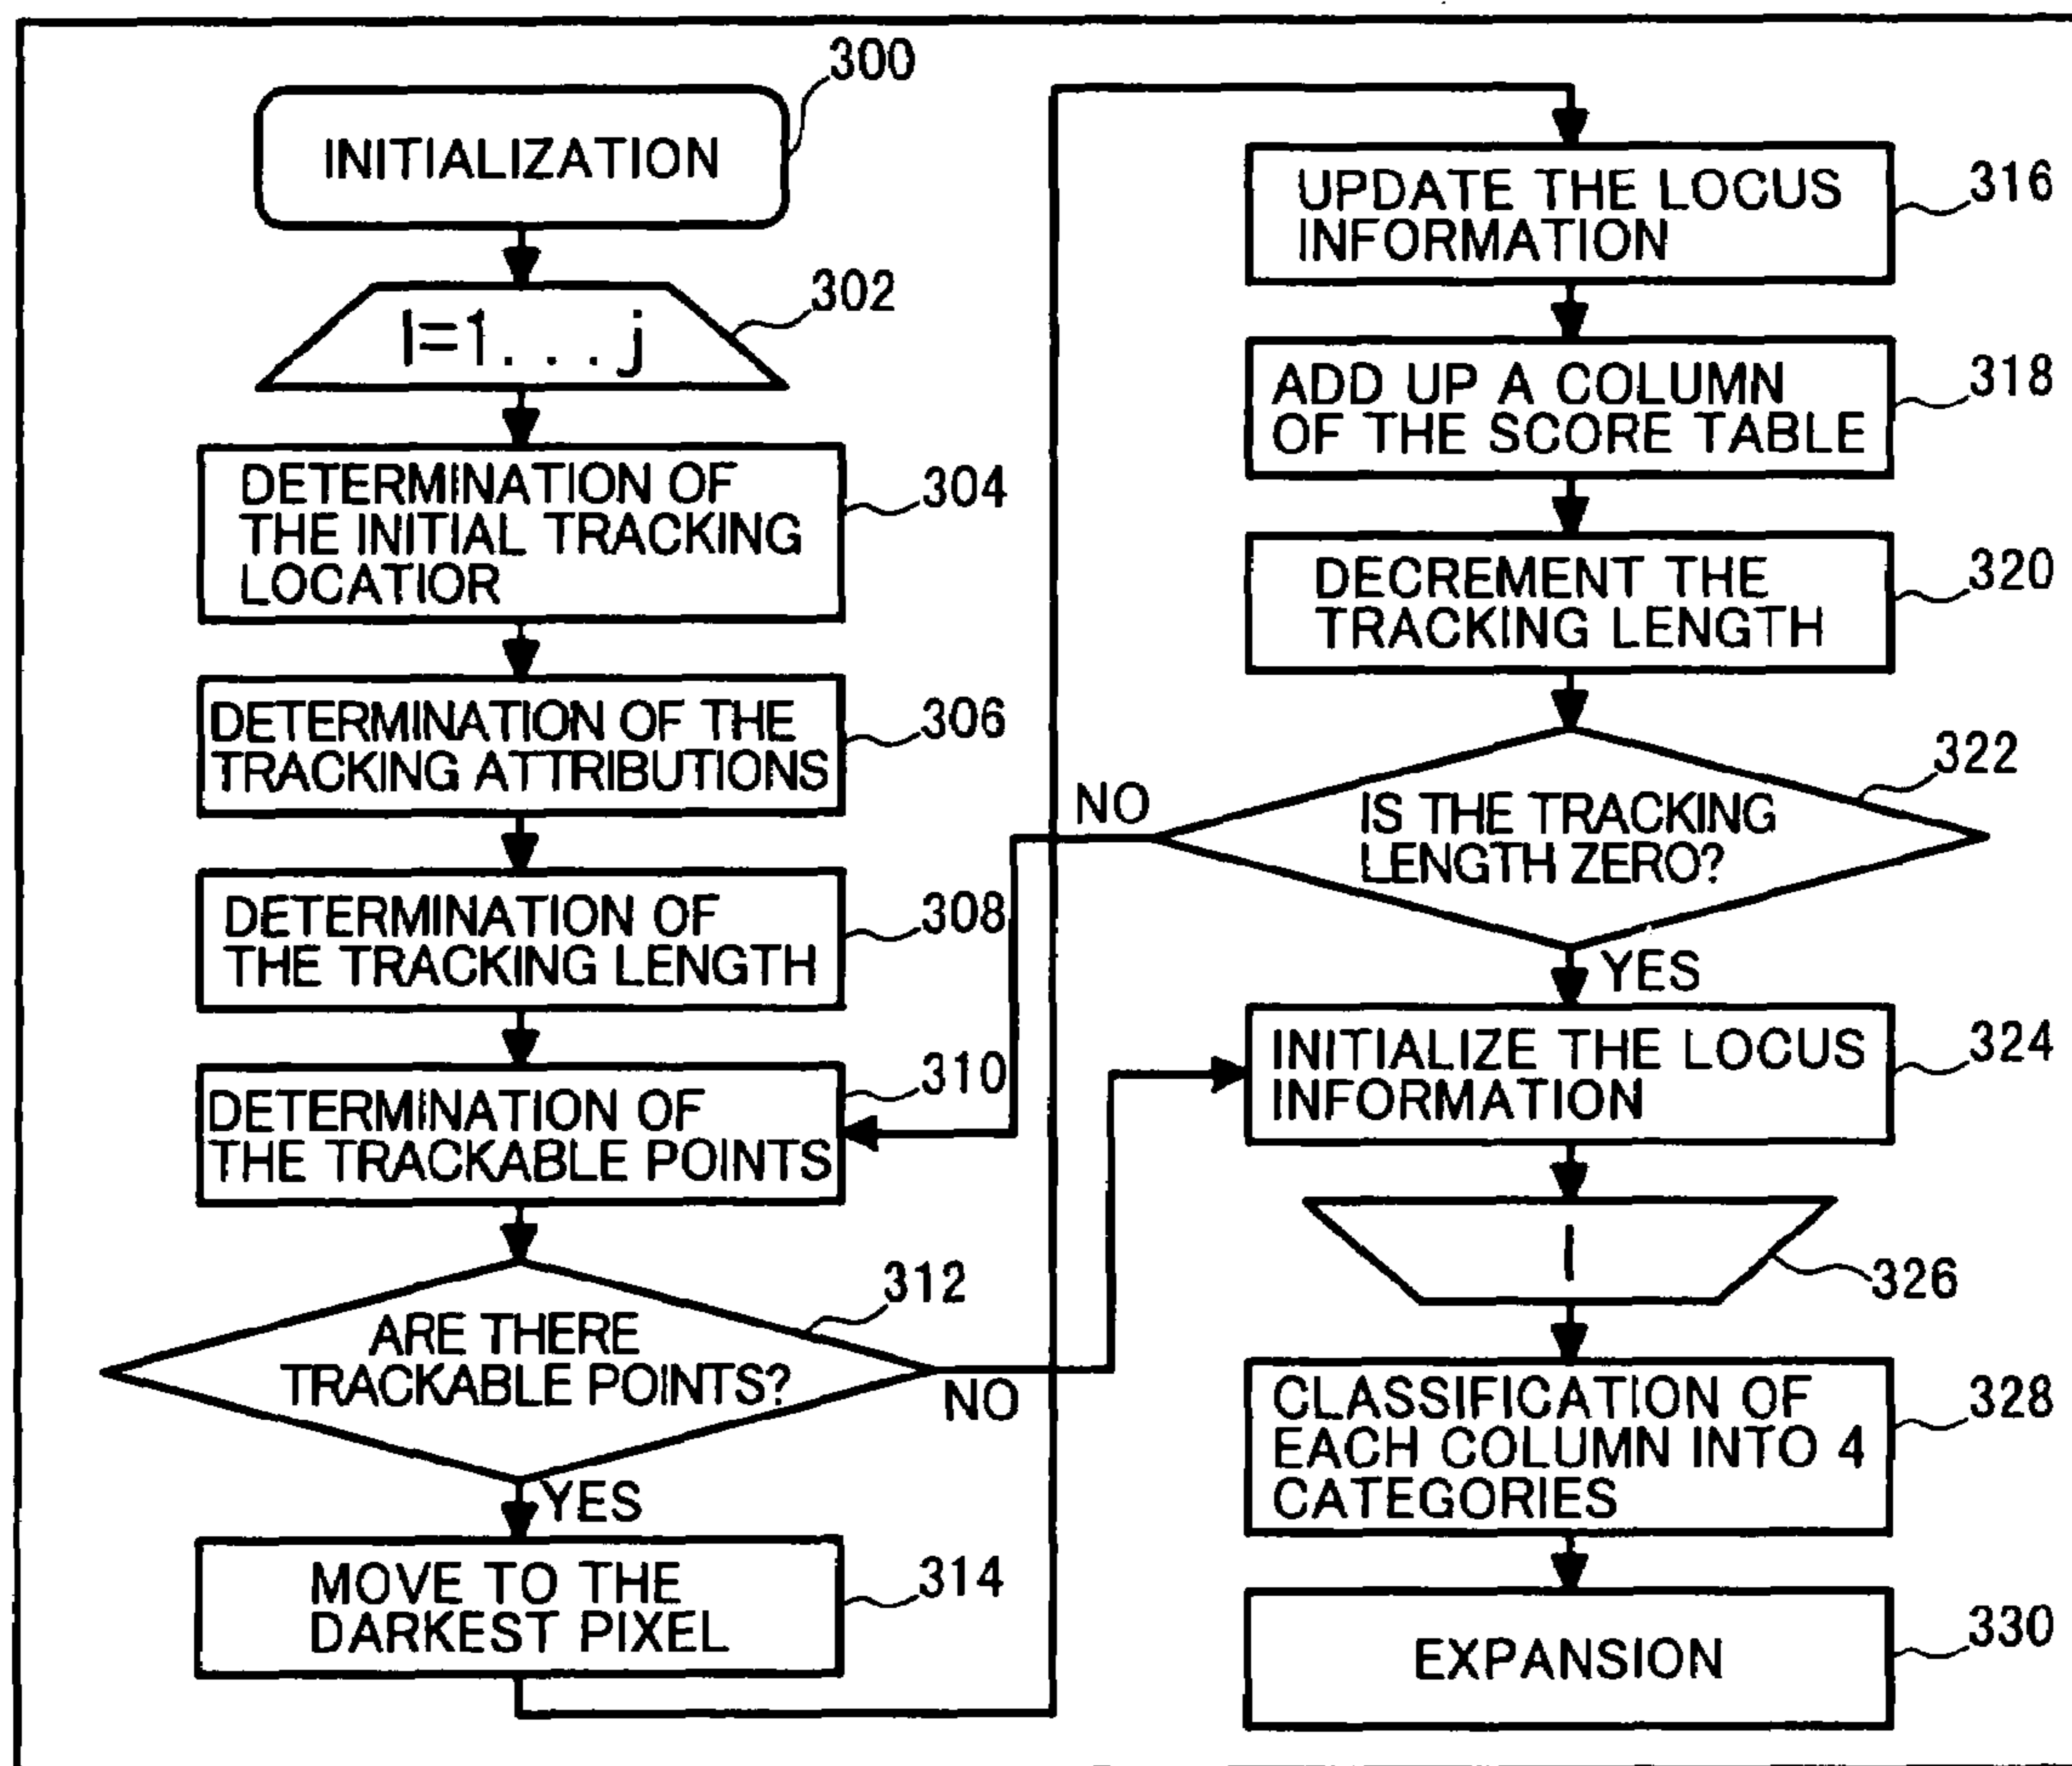 300
INITIALIZATION
302
I=1. . . j
304
DETERMINATION OF
THE INITIAL TRACKING
LOCATIOR
306
DETERMINATION OF THE
TRACKING ATTRIBUTIONS
308
DETERMINATION OF
THE TRACKING LENGTH
310
DETERMINATION OF
THE TRACKABLE POINTS
312
ARE THERE
TRACKABLE POINTS?
NO
YES
314
MOVE TO THE
DARKEST PIXEL
316
UPDATE THE LOCUS
INFORMATION
318
ADD UP A COLUMN
OF THE SCORE TABLE
320
DECREMENT THE
TRACKING LENGTH
322
NO
IS THE TRACKING
LENGTH ZERO?
YES
324
INITIALIZE THE LOCUS
INFORMATION
I
326
328
CLASSIFICATION OF
EACH COLUMN INTO 4
CATEGORIES
330
EXPANSION